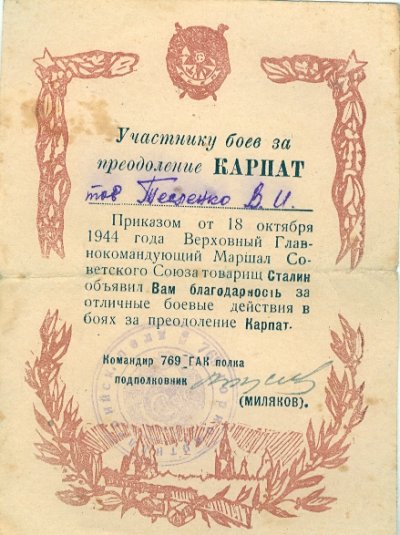 Участнику боев за
преодоление КАРПАТ
тов Тесленко В. И.
Приказом от 18 октября
1944 года Верховный Глав-
нокомандующий Маршал Со-
ветского Союза товарищ Сталин
объявил Вам благодарность за
отличные боевые действия в
боях за преодоление Карпат.
Командир 769 ГАК полка
подполковник
(МИЛЯКОВ).